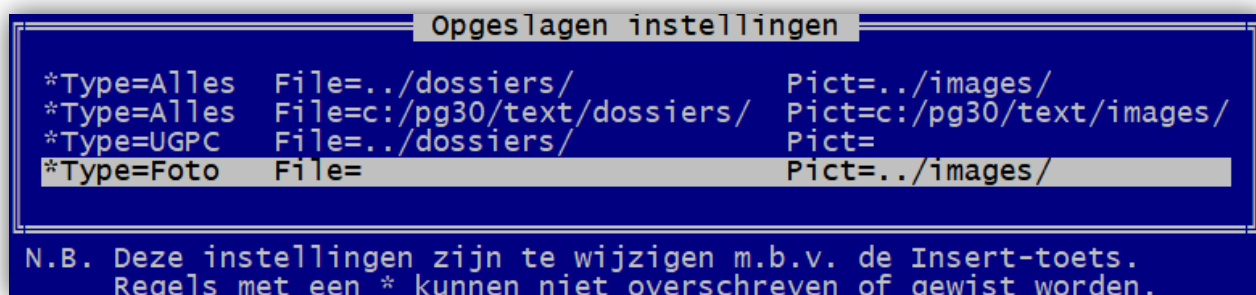 Opgeslagen instellingen
*Type=Alles File=../dossiers/ Pict=../images/
*Type=Alles File=c:/pg30/text/dossiers/ Pict=c:/pg30/text/images/
*Type=UGPC File=../dossiers/ Pict=
*Type=Foto File= Pict=../images/
N.B. Deze instellingen zijn te wijzigen m.b.v. de Insert-toets.
Regels met een * kunnen niet overschreven of gewist worden.